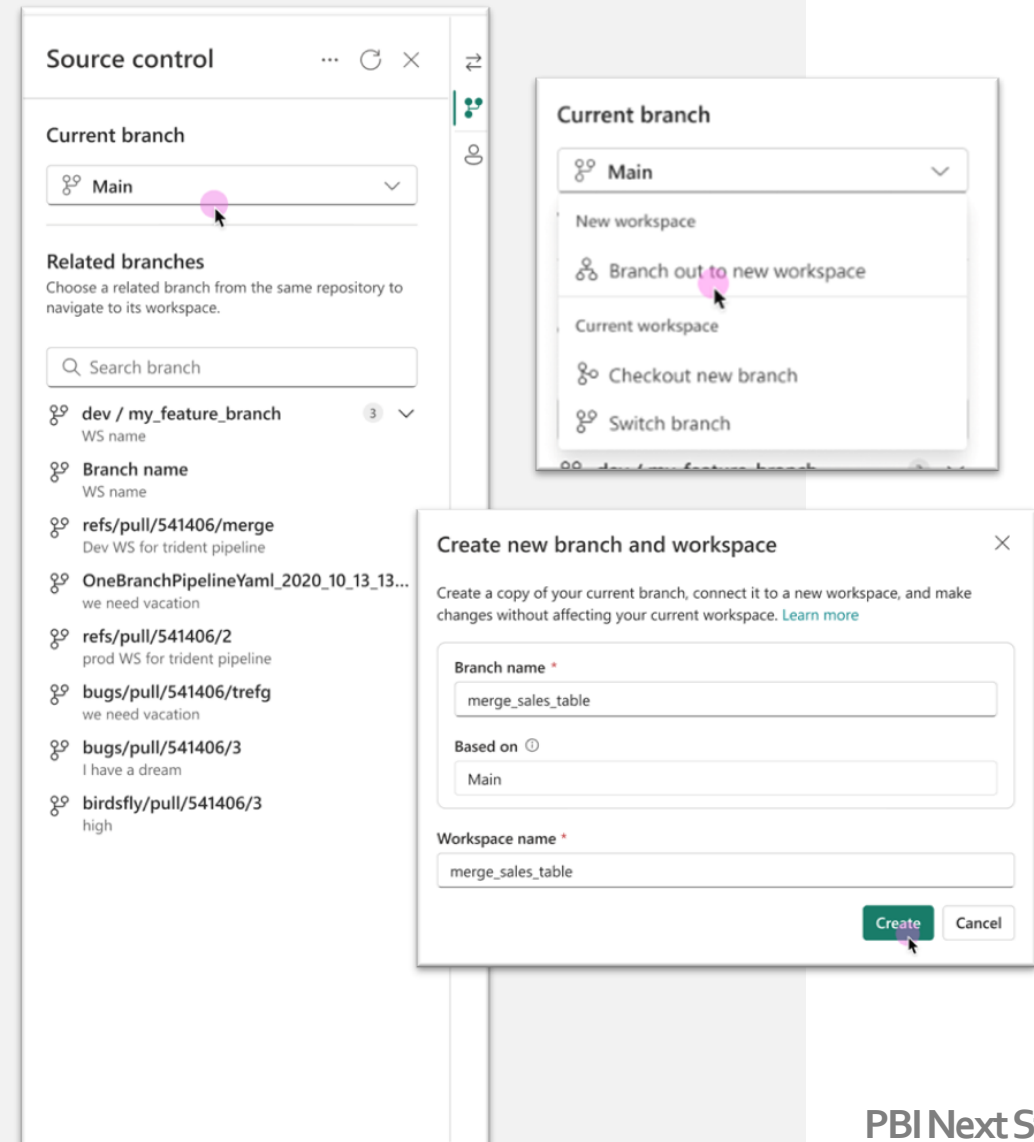 Source control
Current branch
Main
Related branches
Choose a related branch from the same repository to
navigate to its workspace.
Search branch
dev / my_feature_branch 3
WS name
Branch name
WS name
refs/pull/541406/merge
Dev WS for trident pipeline
OneBranchPipelineYaml_2020_10_13_13...
we need vacation
refs/pull/541406/2
prod WS for trident pipeline
bugs/pull/541406/trefg
we need vacation
bugs/pull/541406/3
I have a dream
birdsfly/pull/541406/3
high
Current branch
Main
New workspace
Branch out to new workspace
Current workspace
Checkout new branch
Switch branch
dev / my_feature_branch
Create new branch and workspace
Create a copy of your current branch, connect it to a new workspace, and make
changes without affecting your current workspace. Learn more
Branch name *
merge_sales_table
Based on
Main
Workspace name *
merge_sales_table
Create Cancel
PBI Next S